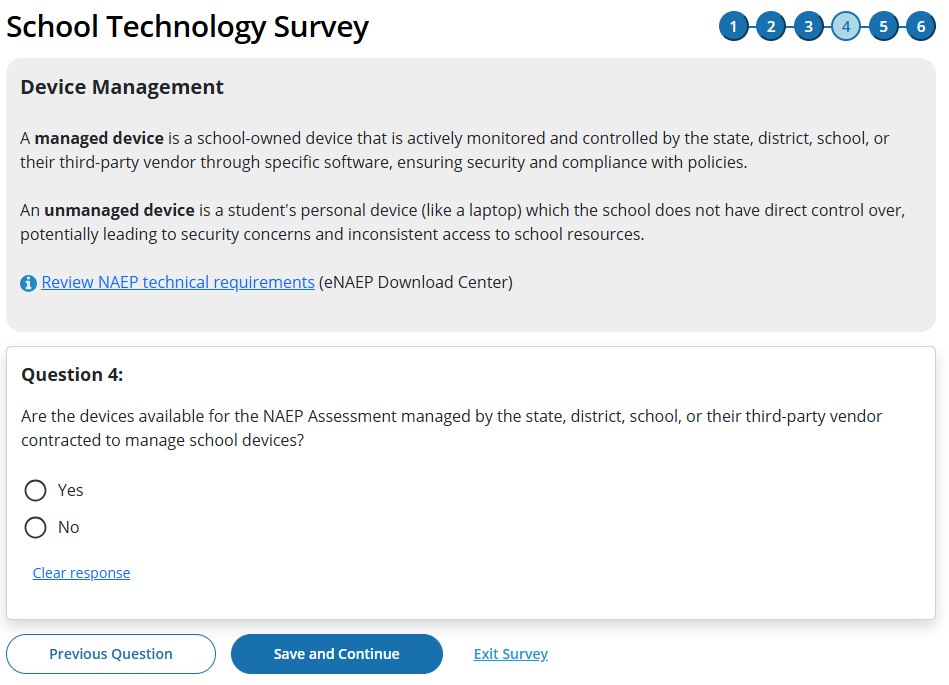 School Technology Survey
1 2 3 4 5 6
Device Management
A managed device is a school-owned device that is actively monitored and controlled by the state, district, school, or
their third-party vendor through specific software, ensuring security and compliance with policies.
An unmanaged device is a student's personal device (like a laptop) which the school does not have direct control over,
potentially leading to security concerns and inconsistent access to school resources.
Review NAEP technical requirements (eNAEP Download Center)
Question 4:
Are the devices available for the NAEP Assessment managed by the state, district, school, or their third-party vendor
contracted to manage school devices?
Yes
No
Clear response
Previous Question Save and Continue Exit Survey